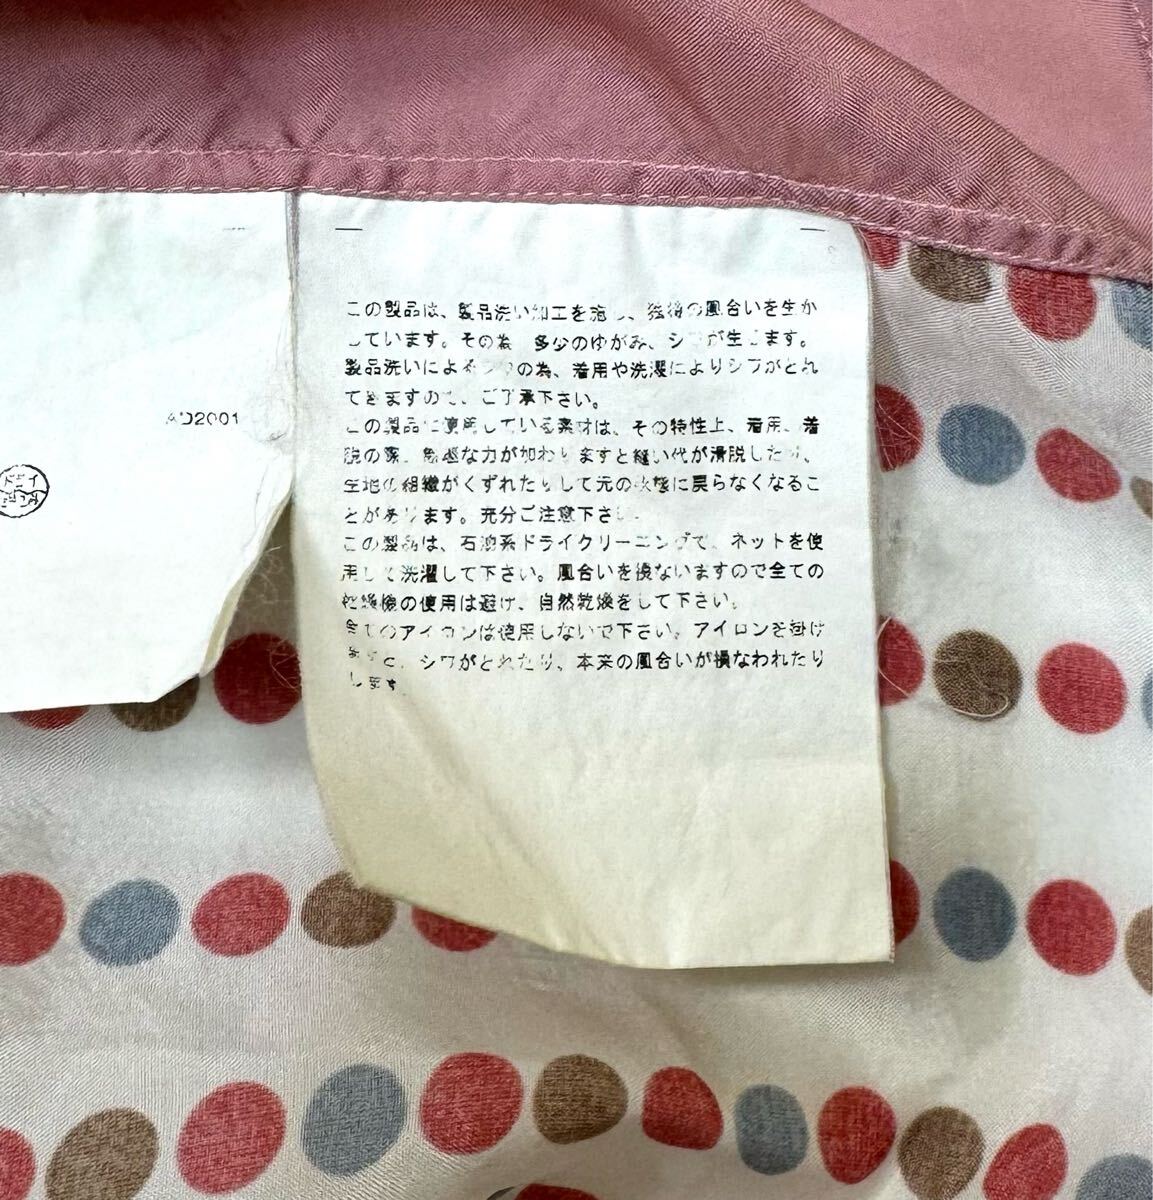 AD2001
この製品は、製品洗い加工を施し、独特の風合いを生か
しています。その為 多少のゆがみ、シワが生じます。
製品洗いによるシワの為、着用や洗濯によりシワがとれ
てきますので、ご了承下さい。
この製品に使用している素材は、その特性上、着用、着
脱の際、急激な力が加わりますと縫い代が滑脱したり、
生地の組織がくずれたりして元の状態に戻らなくなるこ
とがあります。充分ご注意下さい。
この製品は、石油系ドライクリーニングで、ネットを使
用して洗濯して下さい。風合いを損ないますので全ての
乾燥機の使用は避け、自然乾燥をして下さい。
全てのアイロンは使用しないで下さい。アイロンを掛け
ますと、シワがとれたり、本来の風合いが損なわれたり
します。